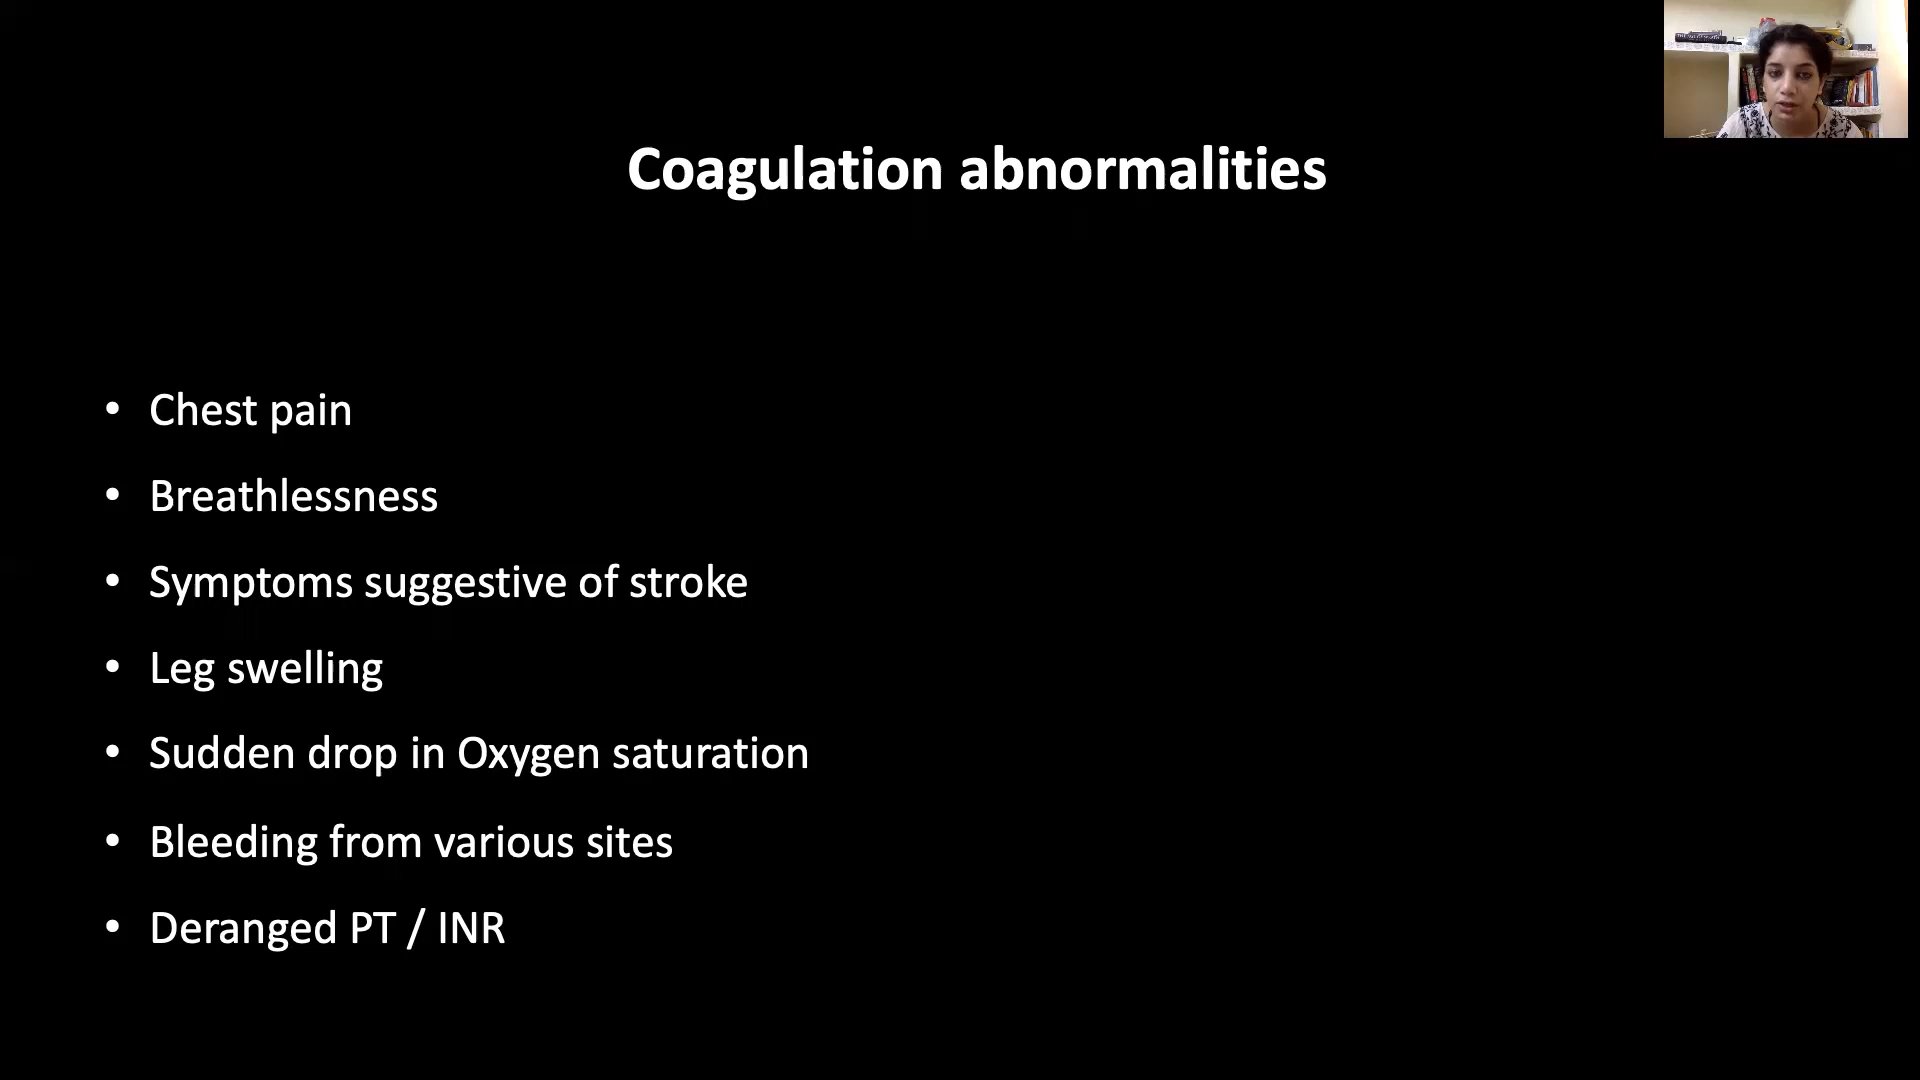 Coagulation abnormalities
• Chest pain
• Breathlessness
• Symptoms suggestive of stroke
• Leg swelling
• Sudden drop in Oxygen saturation
• Bleeding from various sites
• Deranged PT / INR